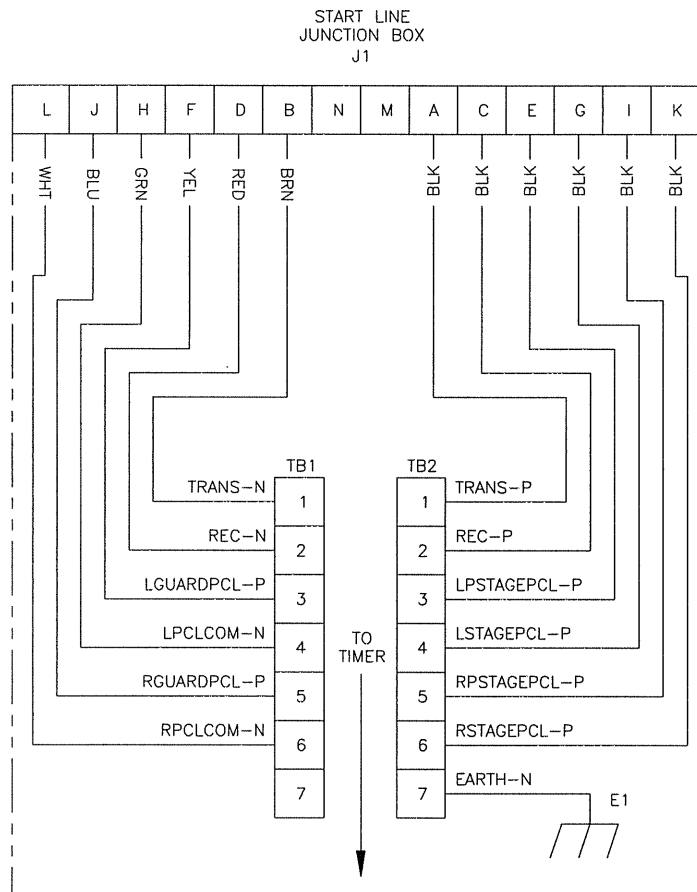 START LINE
JUNCTION BOX
J1
L J H F D B N M A C E G I K
WHT BLU GRN YEL RED BRN BLK BLK BLK BLK BLK BLK
TB1 TB2
TRANS-N 1 1 TRANS-P
REC-N 2 2 REC-P
LGUARDPCL-P 3 3 LPSTAGEPCL-P
LPCLCOM-N 4 4 LSTAGEPCL-P
TO
TIMER
RGUARDPCL-P 5 5 RPSTAGEPCL-P
RPCLCOM-N 6 6 RSTAGEPCL-P
7 7 EARTH-N
E1